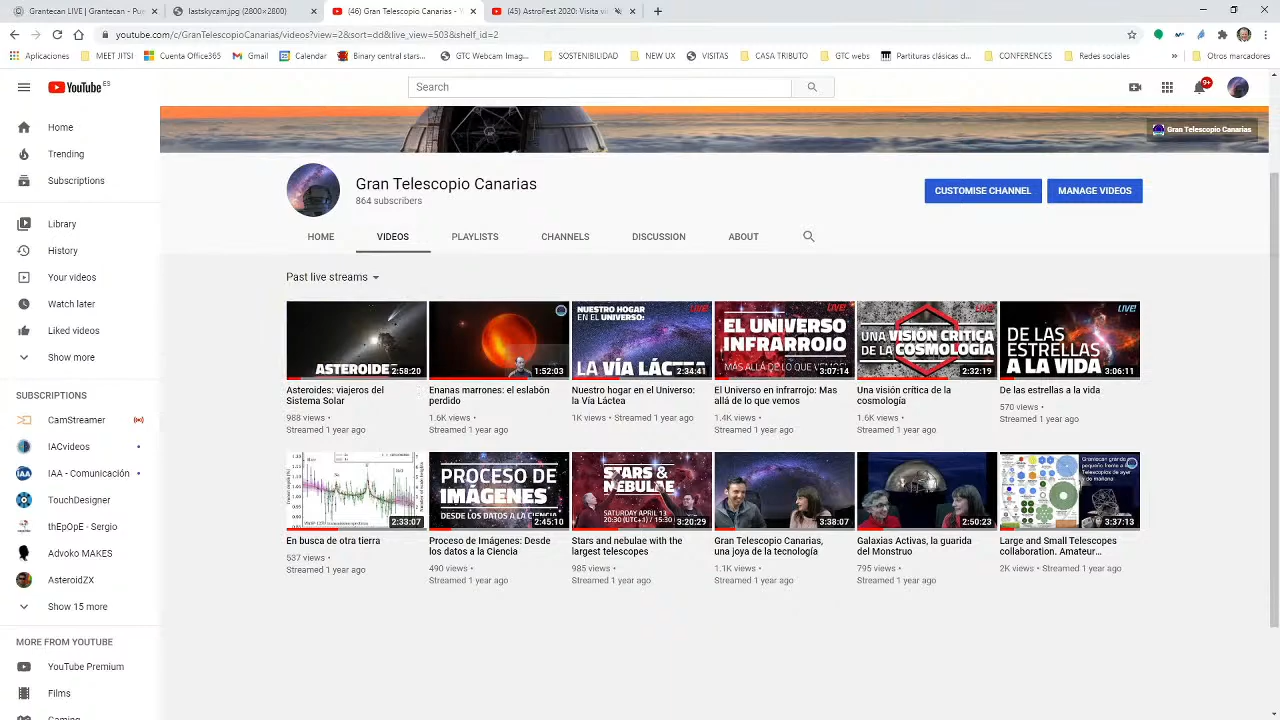 Grantecan LIVE | Grantecan - Pu
lastskycam.jpg (2800×2800)
(46) Gran Telescopio Canarias -
(45) AstroFest 2020: Visita vo
youtube.com/c/GranTelescopioCanarias/videos?view=2&sort=dd&live_view=503&shelf_id=2
Aplicaciones
MEET JITSI
Cuenta Office365
Gmail
Calendar
Binary central stars...
GTC Webcam Imag...
SOSTENIBILIDAD
NEW UX
VISITAS
CASA TRIBUTO
GTC webs
Partituras clásicas d...
CONFERENCES
Redes sociales
»
Otros marcadores
YouTube ES
Search
9+
Home
Trending
Subscriptions
Library
History
Your videos
Watch later
Liked videos
Show more
SUBSCRIPTIONS
CamStreamer
IACvideos
IAA - Comunicación
TouchDesigner
thEpOpE - Sergio
Advoko MAKES
AsteroidZX
Show 15 more
MORE FROM YOUTUBE
YouTube Premium
Films
Gaming
Gran Telescopio Canarias
Gran Telescopio Canarias
864 subscribers
CUSTOMISE CHANNEL
MANAGE VIDEOS
HOME
VIDEOS
PLAYLISTS
CHANNELS
DISCUSSION
ABOUT
Past live streams
ASTEROIDE
2:58:20
Asteroides: viajeros del
Sistema Solar
988 views •
Streamed 1 year ago
1:52:03
Enanas marrones: el eslabón
perdido
1.6K views •
Streamed 1 year ago
NUESTRO HOGAR
EN EL UNIVERSO:
LIVE!
LA VÍA LÁCTEA
2:34:41
Nuestro hogar en el Universo:
la Vía Láctea
1K views • Streamed 1 year ago
LIVE!
EL UNIVERSO
INFRARROJO
MÁS ALLÁ DE LO QUE VEMOS
3:07:14
El Universo en infrarrojo: Mas
allá de lo que vemos
1.4K views •
Streamed 1 year ago
LIVE!
UNA VISIÓN CRÍTICA
DE LA COSMOLOGÍA
2:32:19
Una visión crítica de la
cosmología
1.6K views •
Streamed 1 year ago
LIVE!
DE LAS
ESTRELLAS
A LA VIDA
3:06:11
De las estrellas a la vida
570 views •
Streamed 1 year ago
2:33:07
En busca de otra tierra
537 views •
Streamed 1 year ago
PROCESO DE
IMÁGENES
DESDE LOS DATOS A LA CIENCIA
2:45:10
Proceso de Imágenes: Desde
los datos a la Ciencia
490 views •
Streamed 1 year ago
STARS &
NEBULAE
SATURDAY APRIL 13
3:20:29
Stars and nebulae with the
largest telescopes
985 views •
Streamed 1 year ago
3:38:07
Gran Telescopio Canarias,
una joya de la tecnología
1.1K views •
Streamed 1 year ago
2:50:23
Galaxias Activas, la guarida
del Monstruo
795 views •
Streamed 1 year ago
3:37:13
Large and Small Telescopes
collaboration. Amateur...
2K views • Streamed 1 year ago